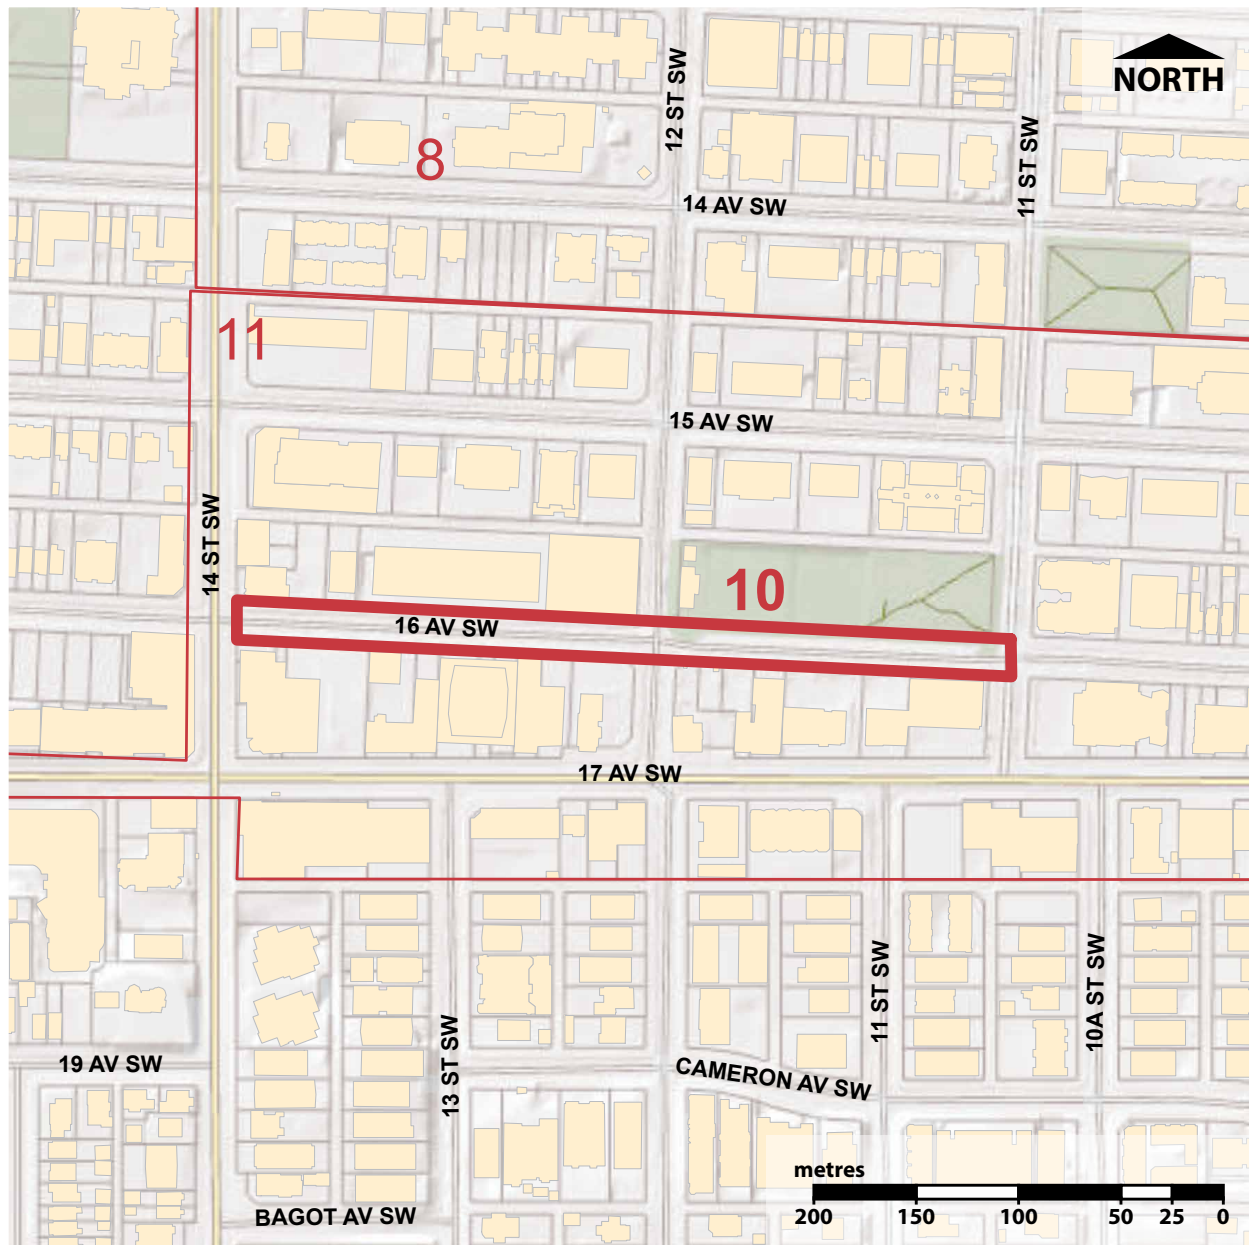 NORTH
12 ST SW
11 ST SW
8
14 AV SW
11
15 AV SW
14 ST SW
10
16 AV SW
17 AV SW
11 ST SW
10A ST SW
13 ST SW
19 AV SW
CAMERON AV SW
BAGOT AV SW
metres
200 150 100 50 25 0